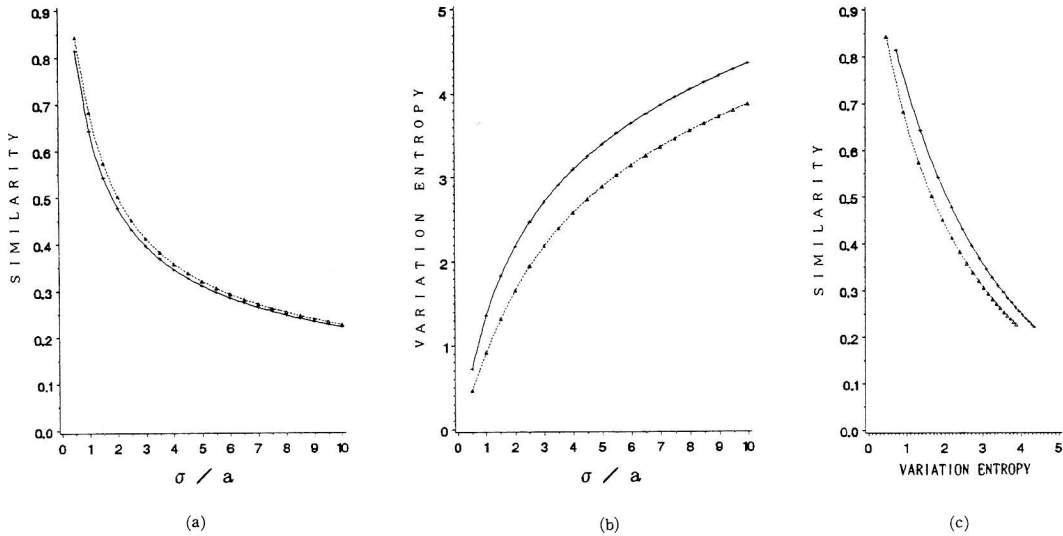 SIMILARITY
0.9
0.8
0.7
0.6
0.5
0.4
0.3
0.2
0.1
0.0
0 1 2 3 4 5 6 7 8 9 10
σ / a
(a)
VARIATION ENTROPY
5
4
3
2
1
0
0 1 2 3 4 5 6 7 8 9 10
σ / a
(b)
SIMILARITY
0.9
0.8
0.7
0.6
0.5
0.4
0.3
0.2
0.1
0.0
0 1 2 3 4 5
VARIATION ENTROPY
(c)